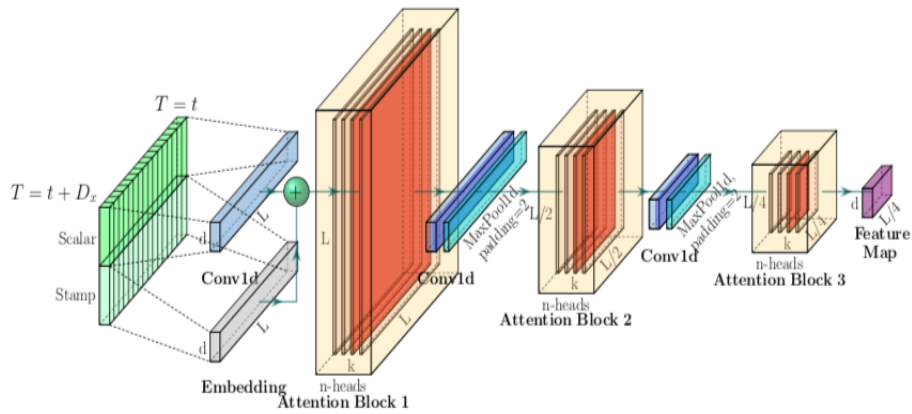 T = t
T = t + Dₓ
Scalar
Stamp
d
L
Conv1d
+
d
L
Embedding
L
L
k
n-heads
Attention Block 1
Conv1d
MaxPool1d,
padding=2
L/2
L/2
k
n-heads
Attention Block 2
Conv1d
MaxPool1d,
padding=2
L/4
L/4
k
n-heads
Attention Block 3
d
L/4
Feature
Map